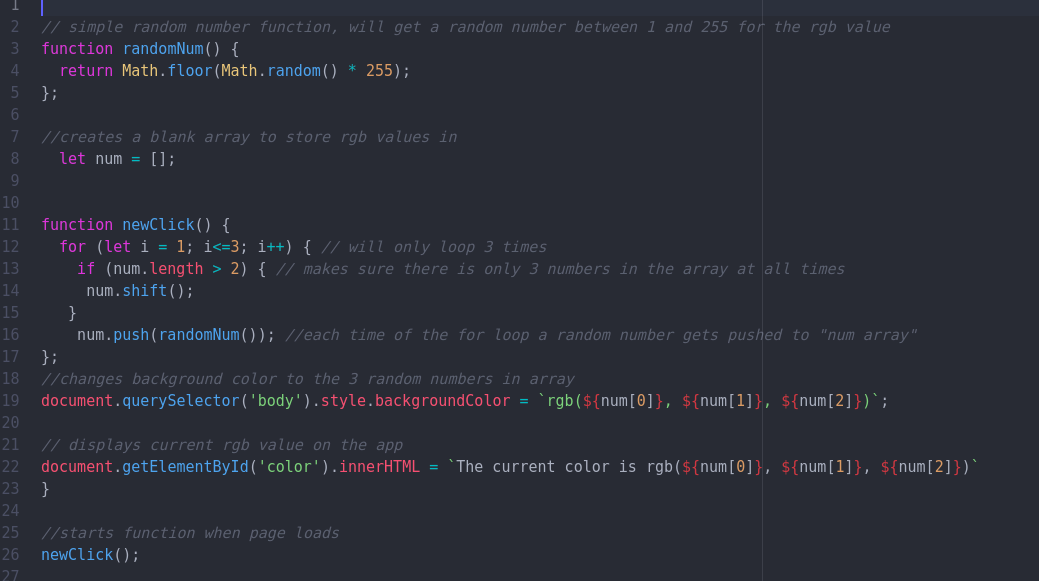 1
2 // simple random number function, will get a random number between 1 and 255 for the rgb value
3 function randomNum() {
4   return Math.floor(Math.random() * 255);
5 };
6
7 //creates a blank array to store rgb values in
8   let num = [];
9
10
11 function newClick() {
12   for (let i = 1; i<=3; i++) { // will only loop 3 times
13     if (num.length > 2) { // makes sure there is only 3 numbers in the array at all times
14      num.shift();
15    }
16     num.push(randomNum()); //each time of the for loop a random number gets pushed to "num array"
17 };
18 //changes background color to the 3 random numbers in array
19 document.querySelector('body').style.backgroundColor = `rgb(${num[0]}, ${num[1]}, ${num[2]})`;
20
21 // displays current rgb value on the app
22 document.getElementById('color').innerHTML = `The current color is rgb(${num[0]}, ${num[1]}, ${num[2]})`
23 }
24
25 //starts function when page loads
26 newClick();
27